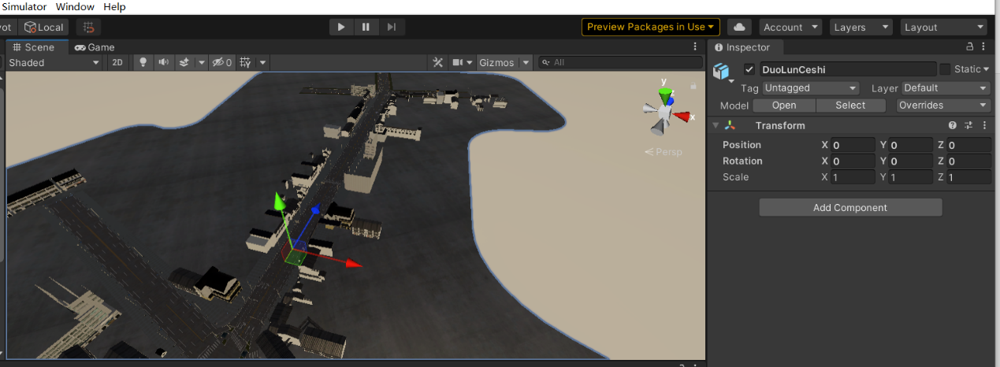 Simulator Window Help
Local
Preview Packages in Use Account Layers Layout
Scene Game
Shaded 2D 0 Gizmos All
y
z
x
Persp
Inspector
DuoLunCeshi Static
Tag Untagged Layer Default
Model Open Select Overrides
Transform
Position X 0 Y 0 Z 0
Rotation X 0 Y 0 Z 0
Scale X 1 Y 1 Z 1
Add Component